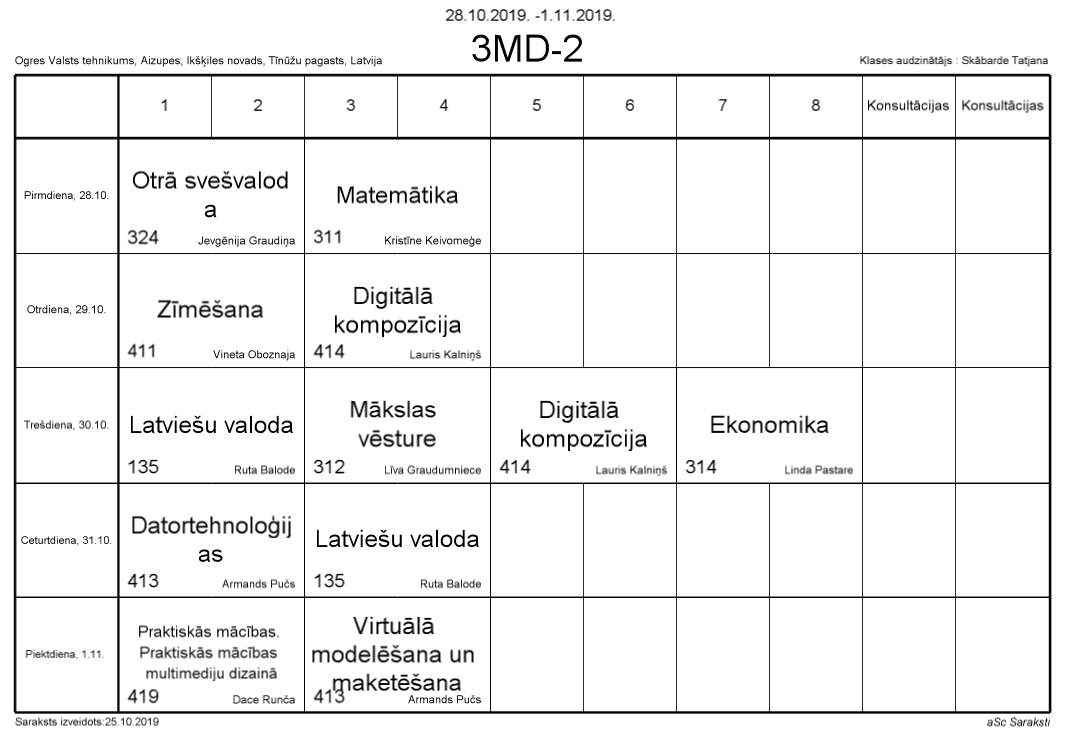 28.10.2019. -1.11.2019.
3MD-2
Ogres Valsts tehnikums, Aizupes, Ikšķiles novads, Tīnūžu pagasts, Latvija
Klases audzinātājs : Skābarde Tatjana
1 2 3 4 5 6 7 8 Konsultācijas Konsultācijas
Pirmdiena, 28.10.
Otrā svešvalod
a
324 Jevgēnija Graudiņa
Matemātika
311 Kristīne Keivomeģe
Otrdiena, 29.10.
Zīmēšana
411 Vineta Oboznaja
Digitālā
kompozīcija
414 Lauris Kalniņš
Trešdiena, 30.10.
Latviešu valoda
135 Ruta Balode
Mākslas
vēsture
312 Līva Graudumniece
Digitālā
kompozīcija
414 Lauris Kalniņš
Ekonomika
314 Linda Pastare
Ceturtdiena, 31.10.
Datortehnoloģij
as
413 Armands Pučs
Latviešu valoda
135 Ruta Balode
Piektdiena, 1.11.
Praktiskās mācības.
Praktiskās mācības
multimediju dizainā
419 Dace Runča
Virtuālā
modelēšana un
maketēšana
413 Armands Pučs
Saraksts izveidots:25.10.2019
aSc Saraksti